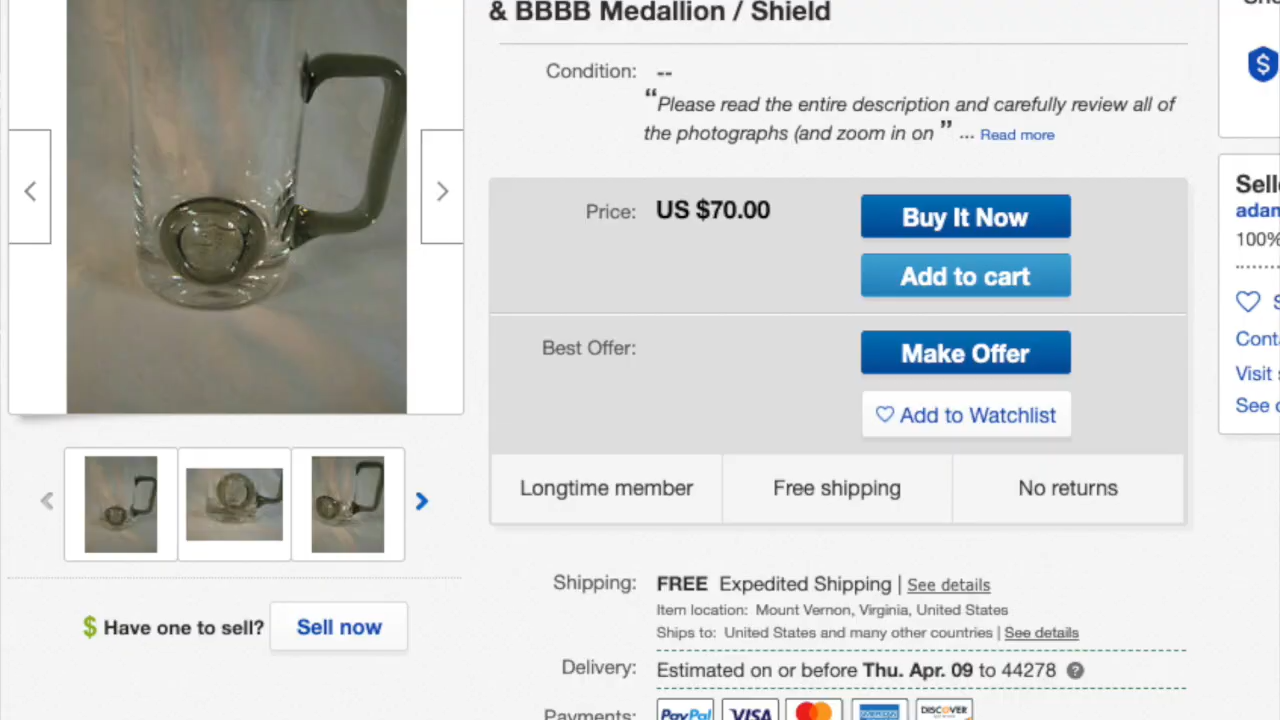 & BBBB Medallion / Shield
Condition: --
“Please read the entire description and carefully review all of
the photographs (and zoom in on ” ... Read more
Price: US $70.00
Buy It Now
Add to cart
Best Offer:
Make Offer
Add to Watchlist
Longtime member
Free shipping
No returns
$ Have one to sell? Sell now
Shipping: FREE Expedited Shipping | See details
Item location: Mount Vernon, Virginia, United States
Ships to: United States and many other countries | See details
Delivery: Estimated on or before Thu. Apr. 09 to 44278
Payments: PayPal VISA DISCOVER
$
100%
Visit
See